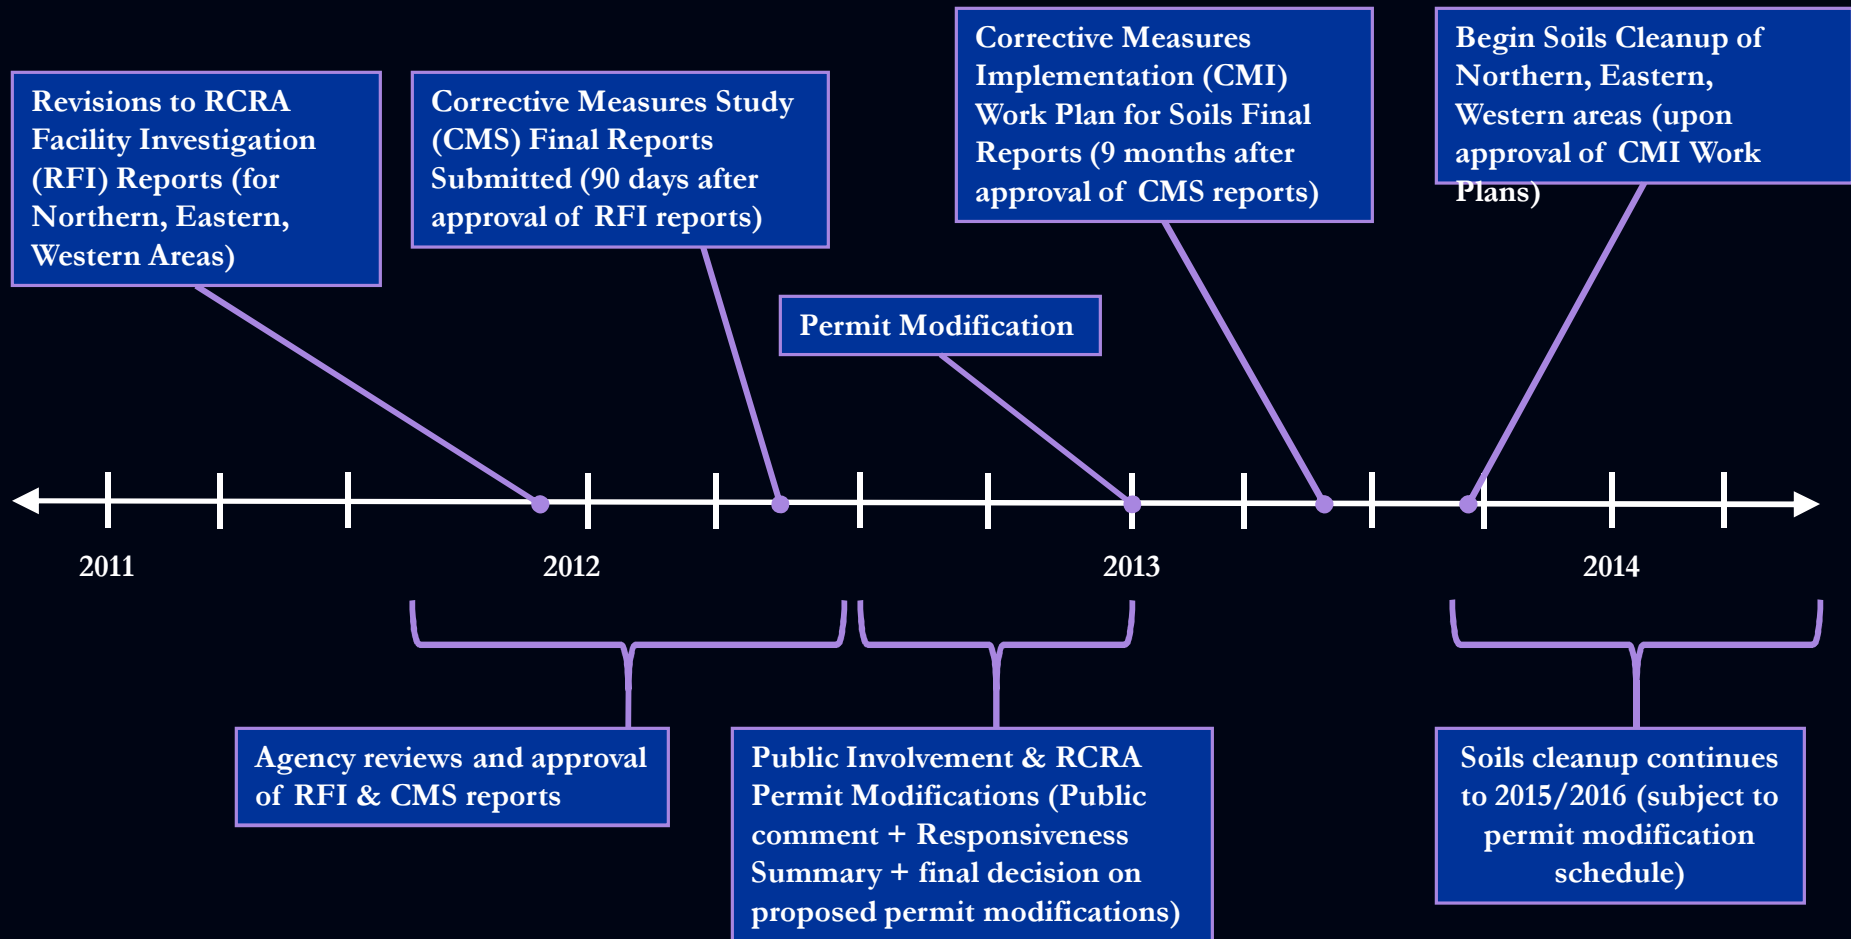 Revisions to RCRA
Facility Investigation
(RFI) Reports (for
Northern, Eastern,
Western Areas)
Corrective Measures Study
(CMS) Final Reports
Submitted (90 days after
approval of RFI reports)
Permit Modification
Corrective Measures
Implementation (CMI)
Work Plan for Soils Final
Reports (9 months after
approval of CMS reports)
Begin Soils Cleanup of
Northern, Eastern,
Western areas (upon
approval of CMI Work
Plans)
2011
2012
2013
2014
Agency reviews and approval
of RFI & CMS reports
Public Involvement & RCRA
Permit Modifications (Public
comment + Responsiveness
Summary + final decision on
proposed permit modifications)
Soils cleanup continues
to 2015/2016 (subject to
permit modification
schedule)